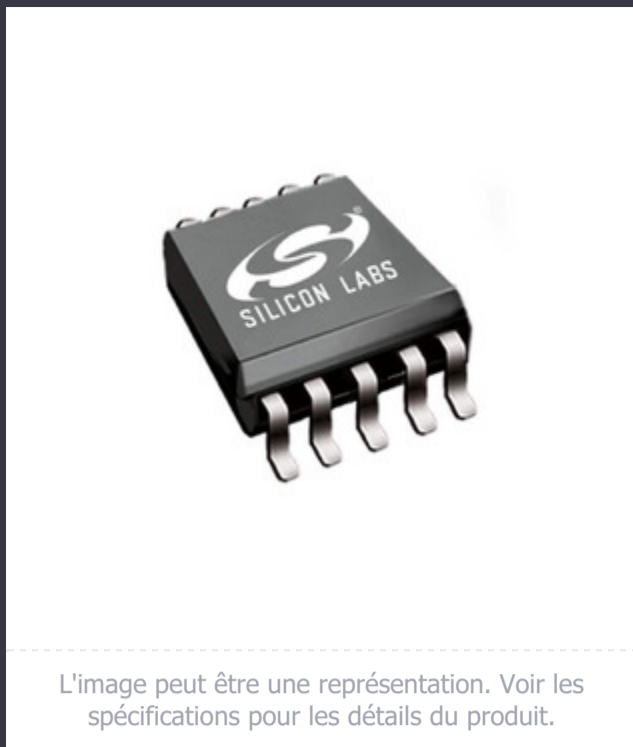 ®
SILICON LABS
L'image peut être une représentation. Voir les
spécifications pour les détails du produit.